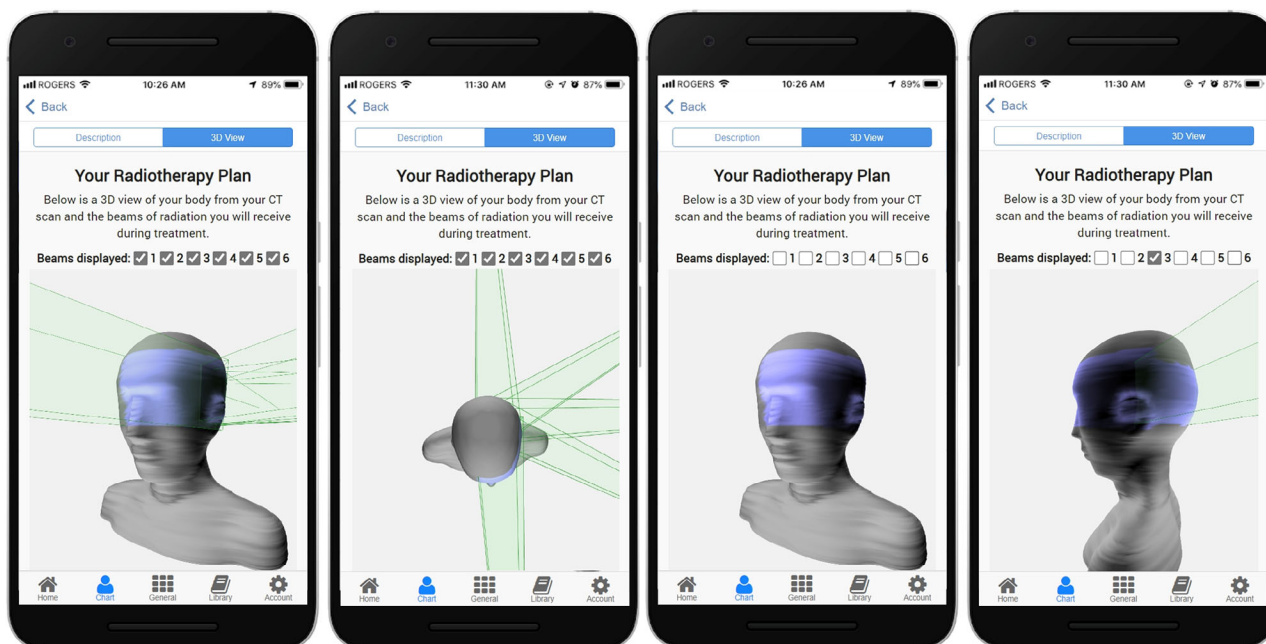 ROGERS 10:26 AM 89%
Back
Description 3D View
Your Radiotherapy Plan
Below is a 3D view of your body from your CT
scan and the beams of radiation you will receive
during treatment.
Beams displayed: 1 2 3 4 5 6
Home Chart General Library Account
ROGERS 11:30 AM 87%
Back
Description 3D View
Your Radiotherapy Plan
Below is a 3D view of your body from your CT
scan and the beams of radiation you will receive
during treatment.
Beams displayed: 1 2 3 4 5 6
Home Chart General Library Account
ROGERS 10:26 AM 89%
Back
Description 3D View
Your Radiotherapy Plan
Below is a 3D view of your body from your CT
scan and the beams of radiation you will receive
during treatment.
Beams displayed: 1 2 3 4 5 6
Home Chart General Library Account
ROGERS 11:30 AM 87%
Back
Description 3D View
Your Radiotherapy Plan
Below is a 3D view of your body from your CT
scan and the beams of radiation you will receive
during treatment.
Beams displayed: 1 2 3 4 5 6
Home Chart General Library Account